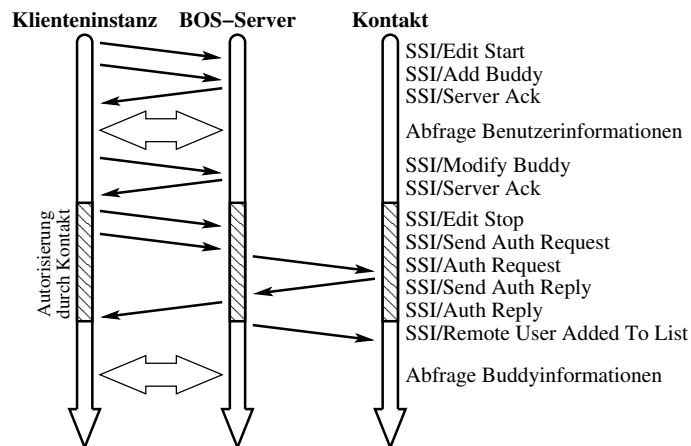 Klienteninstanz BOS−Server Kontakt
SSI/Edit Start
SSI/Add Buddy
SSI/Server Ack
Abfrage Benutzerinformationen
SSI/Modify Buddy
SSI/Server Ack
Autorisierung
durch Kontakt
SSI/Edit Stop
SSI/Send Auth Request
SSI/Auth Request
SSI/Send Auth Reply
SSI/Auth Reply
SSI/Remote User Added To List
Abfrage Buddyinformationen